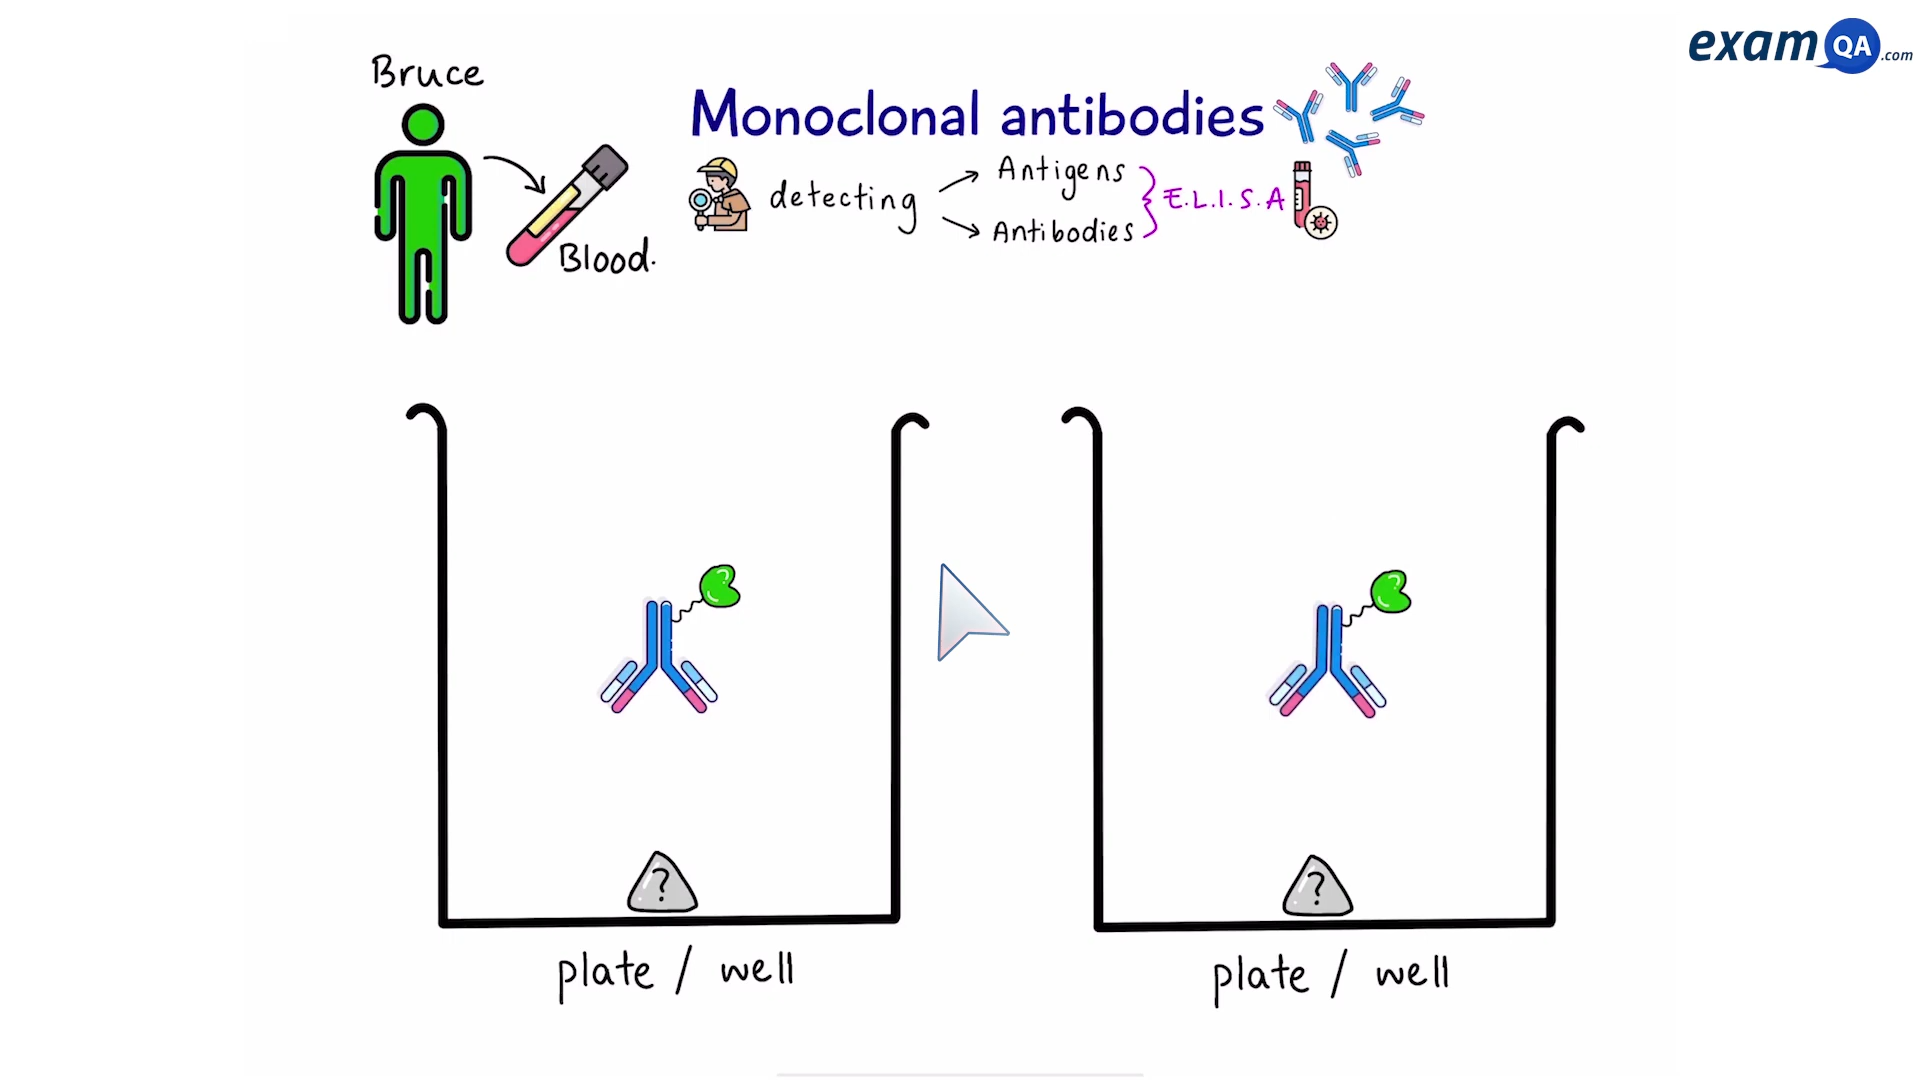 examQA.com
Bruce
Monoclonal antibodies
Blood.
detecting
Antigens
Antibodies
E.L.I.S.A
?
?
plate / well
plate / well